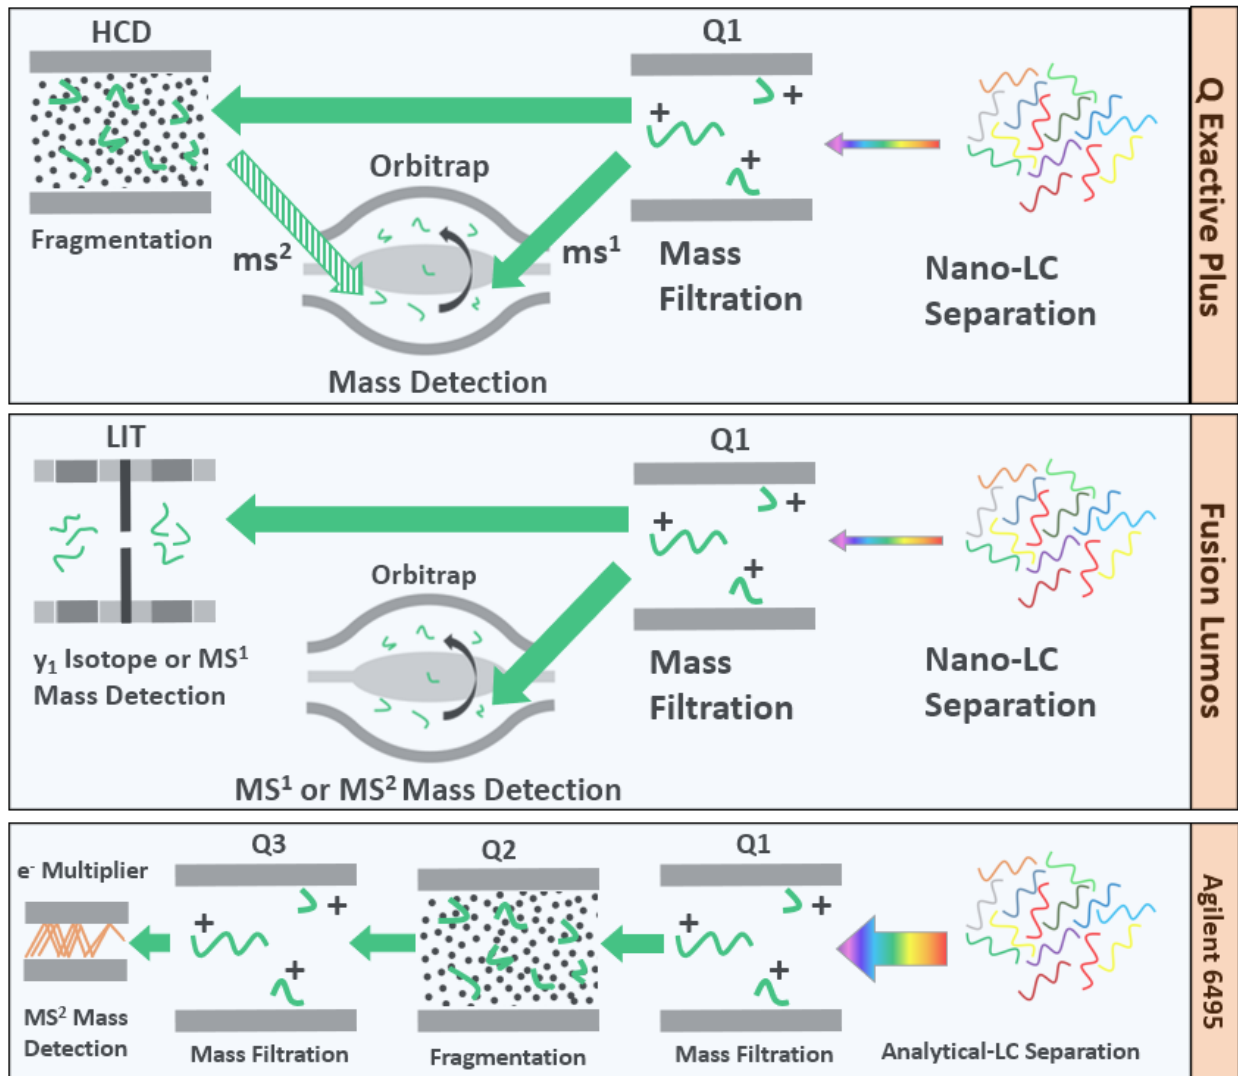 HCD
Q1
Q Exactive Plus
+
+
+
Orbitrap
Fragmentation
ms²
ms¹
Mass
Filtration
Nano-LC
Separation
Mass Detection
LIT
Q1
Fusion Lumos
+
+
+
Orbitrap
y₁ Isotope or MS¹
Mass Detection
Mass
Filtration
Nano-LC
Separation
MS¹ or MS² Mass Detection
Q3
Q2
Q1
Agilent 6495
e⁻ Multiplier
+
+
+
+
+
+
MS² Mass
Detection
Mass Filtration
Fragmentation
Mass Filtration
Analytical-LC Separation